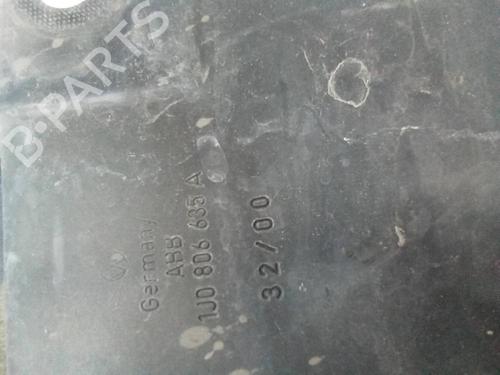 B-PARTS
Germany
ABB
1J0 806 635 A
32/00